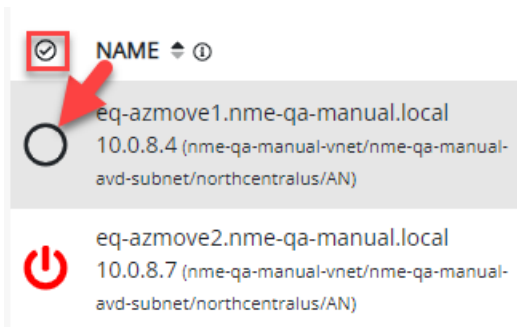 NAME
eq-azmove1.nme-qa-manual.local
10.0.8.4 (nme-qa-manual-vnet/nme-qa-manual-
avd-subnet/northcentralus/AN)
eq-azmove2.nme-qa-manual.local
10.0.8.7 (nme-qa-manual-vnet/nme-qa-manual-
avd-subnet/northcentralus/AN)